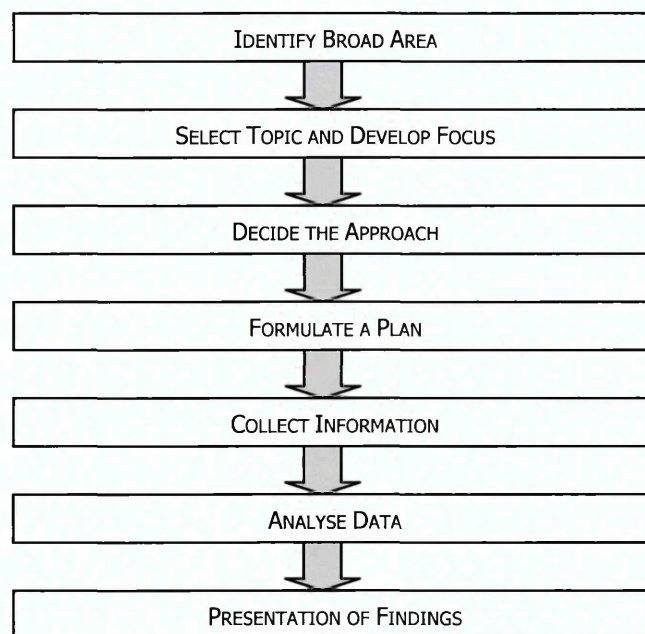 IDENTIFY BROAD AREA
SELECT TOPIC AND DEVELOP FOCUS
DECIDE THE APPROACH
FORMULATE A PLAN
COLLECT INFORMATION
ANALYSE DATA
PRESENTATION OF FINDINGS